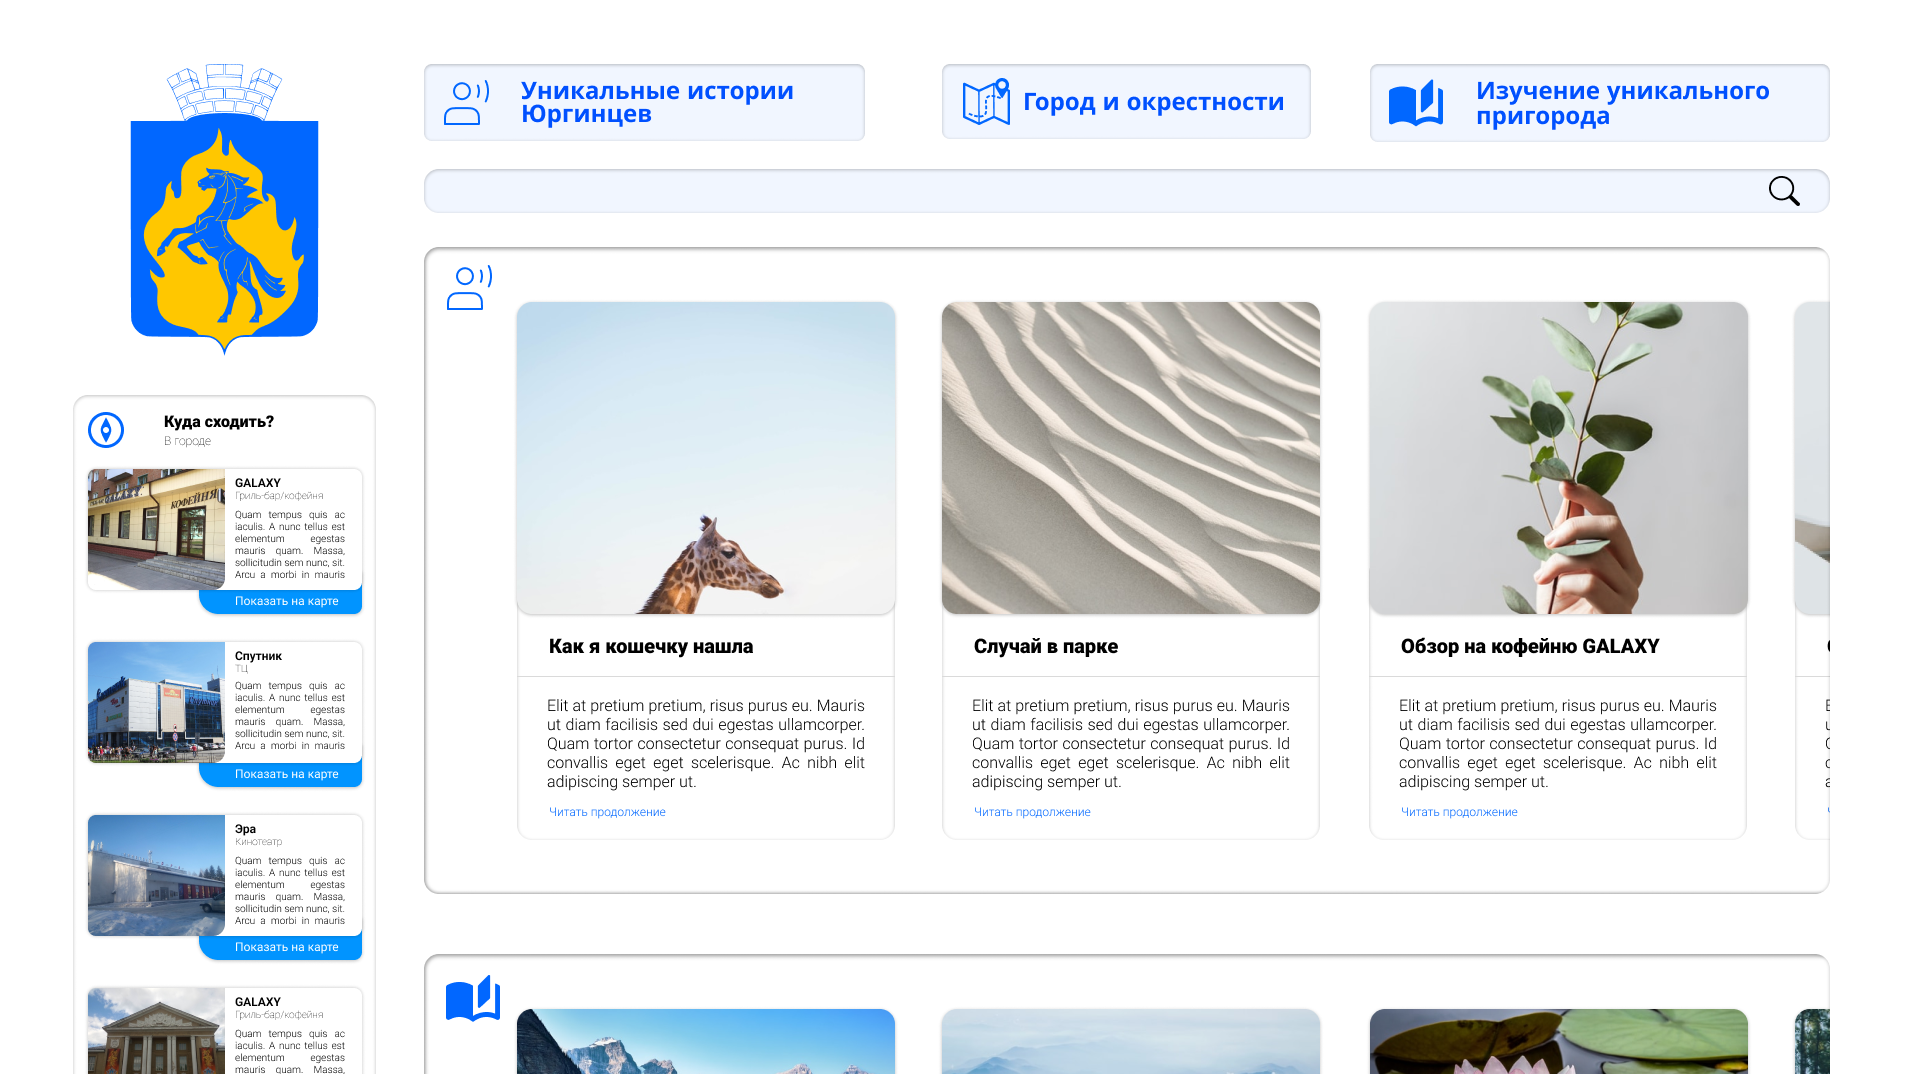 Уникальные истории
Юргинцев
Город и окрестности
Изучение уникального
пригорода
Куда сходить?
В городе
КОФЕЙНЯ
GALAXY
Гриль-бар/кофейня
Quam tempus quis ac
iaculis. A nunc tellus est
elementum egestas
mauris quam. Massa,
sollicitudin sem nunc, sit.
Arcu a morbi in mauris
Показать на карте
Спутник
ТЦ
Quam tempus quis ac
iaculis. A nunc tellus est
elementum egestas
mauris quam. Massa,
sollicitudin sem nunc, sit.
Arcu a morbi in mauris
Показать на карте
Эра
Кинотеатр
Quam tempus quis ac
iaculis. A nunc tellus est
elementum egestas
mauris quam. Massa,
sollicitudin sem nunc, sit.
Arcu a morbi in mauris
Показать на карте
GALAXY
Гриль-бар/кофейня
Quam tempus quis ac
iaculis. A nunc tellus est
elementum egestas
mauris quam. Massa,
Как я кошечку нашла
Elit at pretium pretium, risus purus eu. Mauris
ut diam facilisis sed dui egestas ullamcorper.
Quam tortor consectetur consequat purus. Id
convallis eget eget scelerisque. Ac nibh elit
adipiscing semper ut.
Читать продолжение
Случай в парке
Elit at pretium pretium, risus purus eu. Mauris
ut diam facilisis sed dui egestas ullamcorper.
Quam tortor consectetur consequat purus. Id
convallis eget eget scelerisque. Ac nibh elit
adipiscing semper ut.
Читать продолжение
Обзор на кофейню GALAXY
Elit at pretium pretium, risus purus eu. Mauris
ut diam facilisis sed dui egestas ullamcorper.
Quam tortor consectetur consequat purus. Id
convallis eget eget scelerisque. Ac nibh elit
adipiscing semper ut.
Читать продолжение